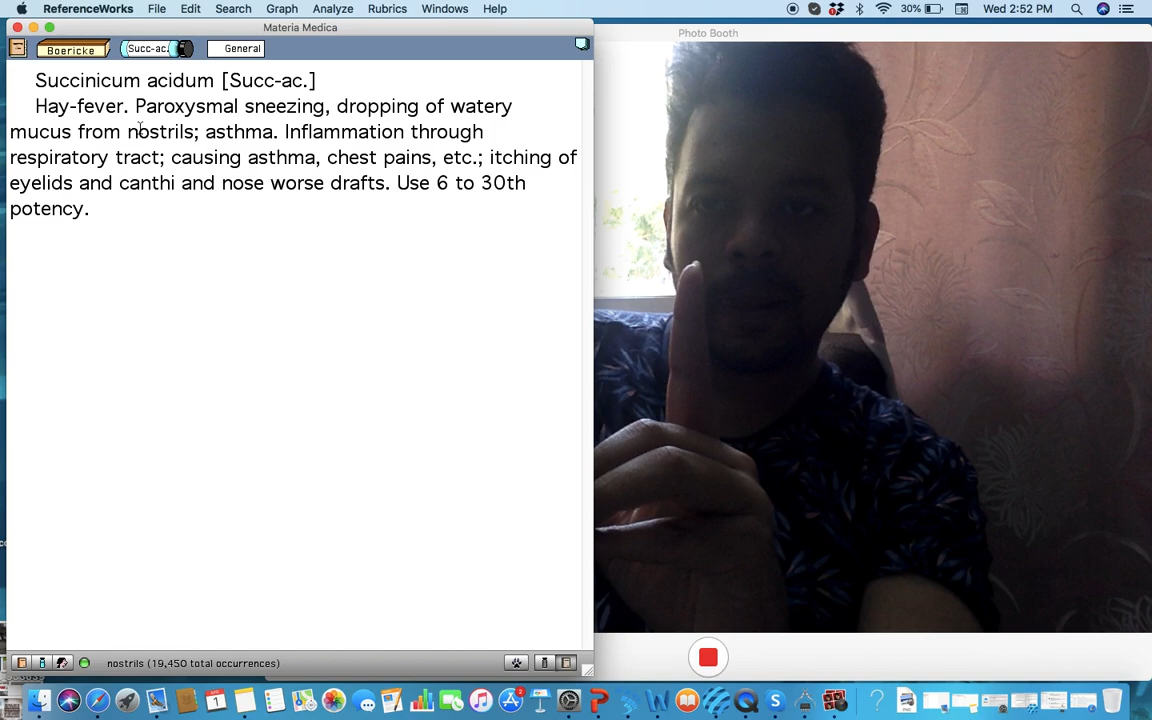 ReferenceWorks File Edit Search Graph Analyze Rubrics Windows Help 30% Wed 2:52 PM
Materia Medica
Photo Booth
Boericke Succ-ac. General
Succinicum acidum [Succ-ac.]
Hay-fever. Paroxysmal sneezing, dropping of watery
mucus from nostrils; asthma. Inflammation through
respiratory tract; causing asthma, chest pains, etc.; itching of
eyelids and canthi and nose worse drafts. Use 6 to 30th
potency.
nostrils (19,450 total occurrences)